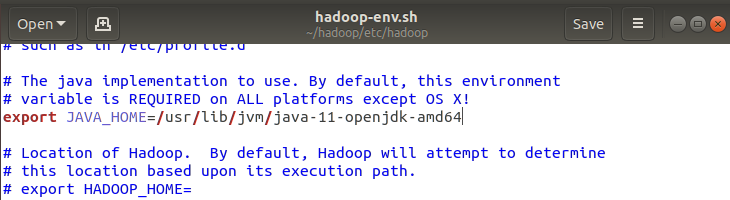 Open
hadoop-env.sh
~/hadoop/etc/hadoop
Save
# such as in /etc/profile.d
# The java implementation to use. By default, this environment
# variable is REQUIRED on ALL platforms except OS X!
export JAVA_HOME=/usr/lib/jvm/java-11-openjdk-amd64
# Location of Hadoop.  By default, Hadoop will attempt to determine
# this location based upon its execution path.
# export HADOOP_HOME=